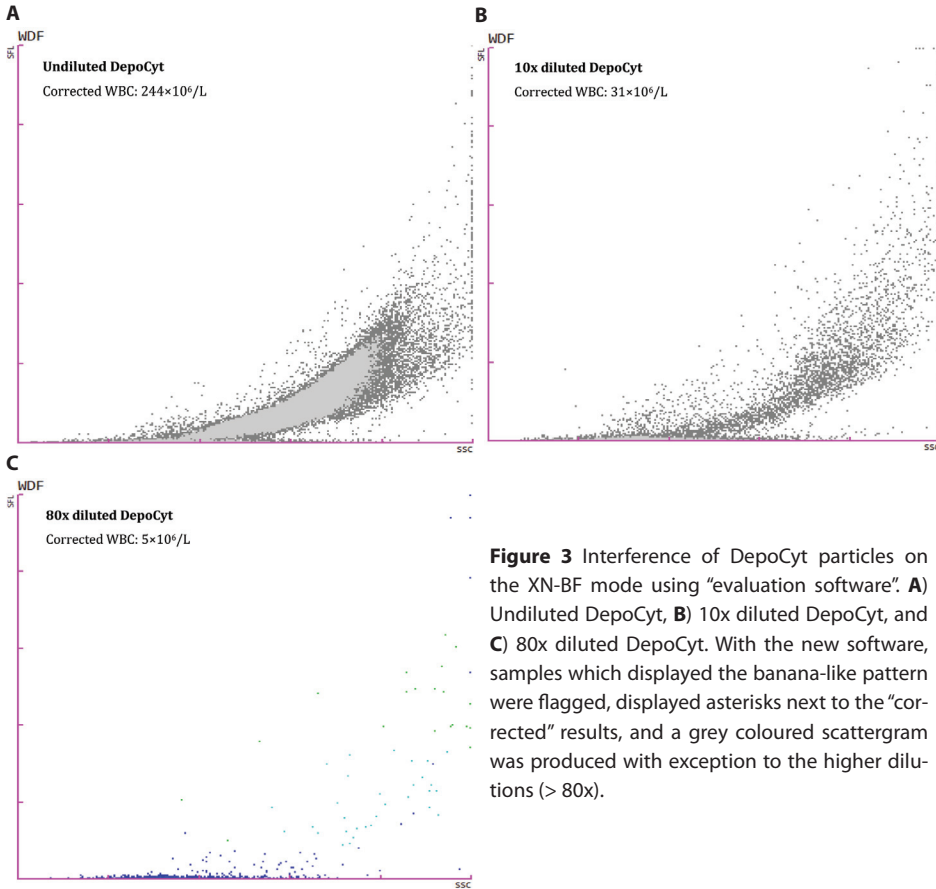 A
WDF
SFL
Undiluted DepoCyt
Corrected WBC: 244×10⁶/L
SSC
B
WDF
SFL
10x diluted DepoCyt
Corrected WBC: 31×10⁶/L
SSC
C
WDF
SFL
80x diluted DepoCyt
Corrected WBC: 5×10⁶/L
SSC
Figure 3 Interference of DepoCyt particles on
the XN-BF mode using “evaluation software”. A)
Undiluted DepoCyt, B) 10x diluted DepoCyt, and
C) 80x diluted DepoCyt. With the new software,
samples which displayed the banana-like pattern
were flagged, displayed asterisks next to the “cor-
rected” results, and a grey coloured scattergram
was produced with exception to the higher dilu-
tions (> 80x).